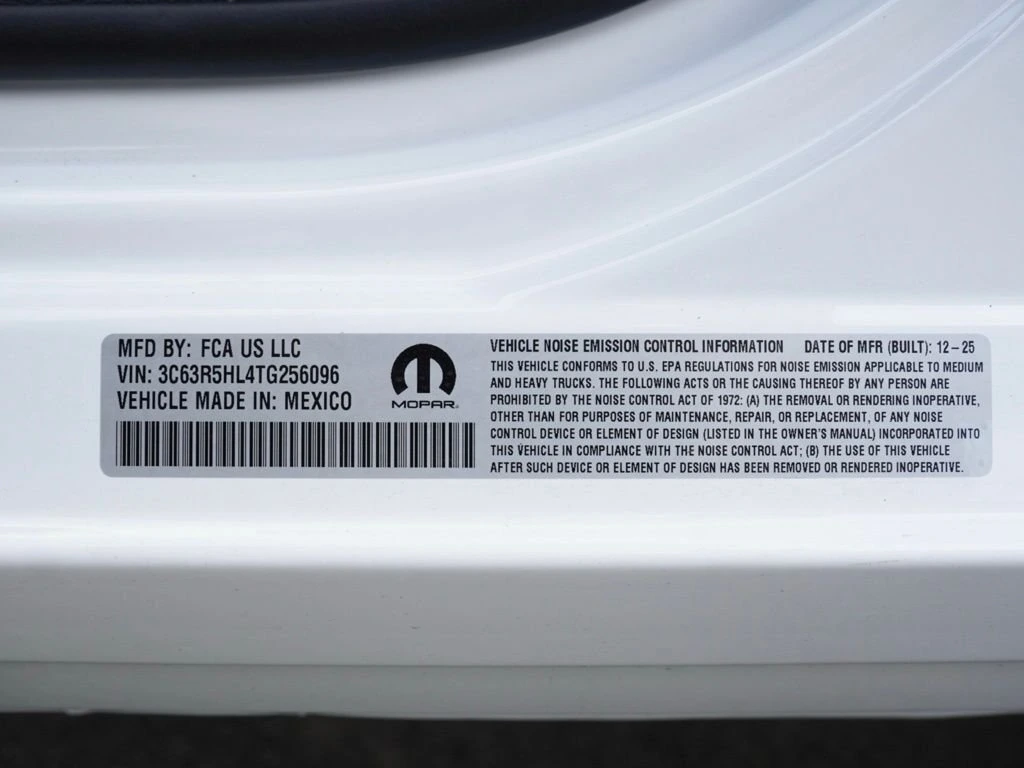 MFD BY: FCA US LLC
VIN: 3C63R5HL4TG256096
VEHICLE MADE IN: MEXICO
MOPAR
VEHICLE NOISE EMISSION CONTROL INFORMATION DATE OF MFR (BUILT): 12-25
THIS VEHICLE CONFORMS TO U.S. EPA REGULATIONS FOR NOISE EMISSION APPLICABLE TO MEDIUM
AND HEAVY TRUCKS. THE FOLLOWING ACTS OR THE CAUSING THEREOF BY ANY PERSON ARE
PROHIBITED BY THE NOISE CONTROL ACT OF 1972: (A) THE REMOVAL OR RENDERING INOPERATIVE,
OTHER THAN FOR PURPOSES OF MAINTENANCE, REPAIR, OR REPLACEMENT, OF ANY NOISE
CONTROL DEVICE OR ELEMENT OF DESIGN (LISTED IN THE OWNER'S MANUAL) INCORPORATED INTO
THIS VEHICLE IN COMPLIANCE WITH THE NOISE CONTROL ACT; (B) THE USE OF THIS VEHICLE
AFTER SUCH DEVICE OR ELEMENT OF DESIGN HAS BEEN REMOVED OR RENDERED INOPERATIVE.